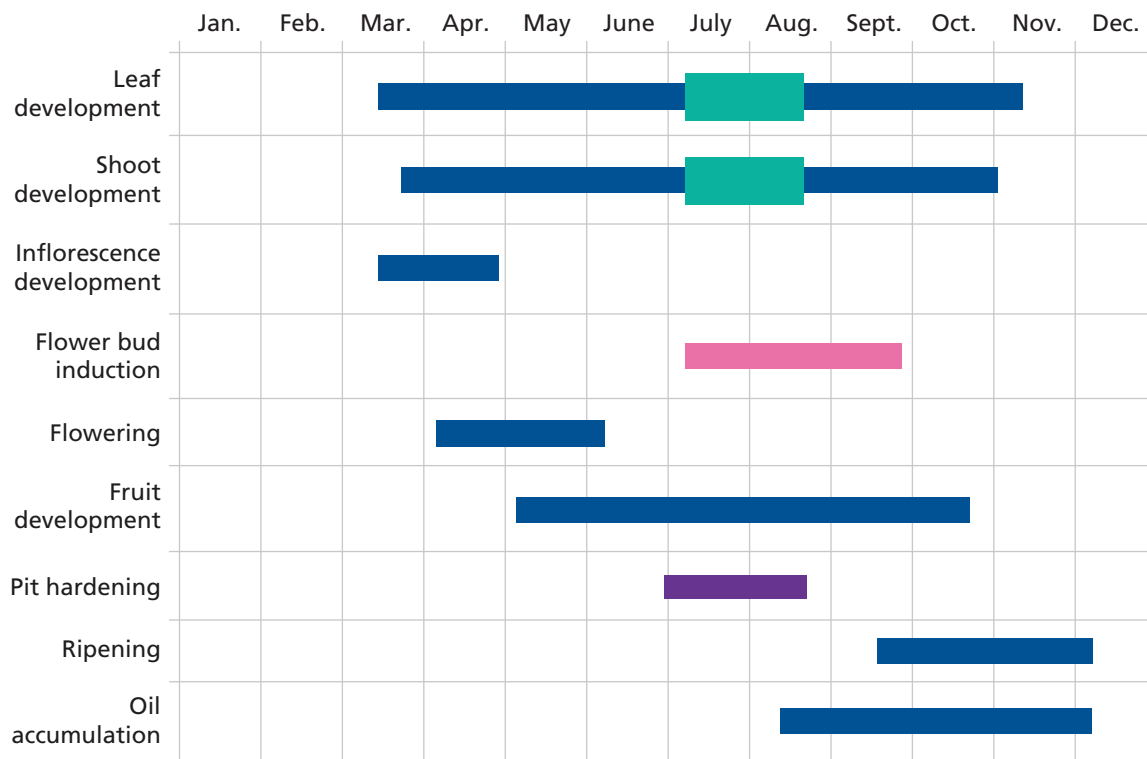 Jan. Feb. Mar. Apr. May June July Aug. Sept. Oct. Nov. Dec.
Leaf
development
Shoot
development
Inflorescence
development
Flower bud
induction
Flowering
Fruit
development
Pit hardening
Ripening
Oil
accumulation